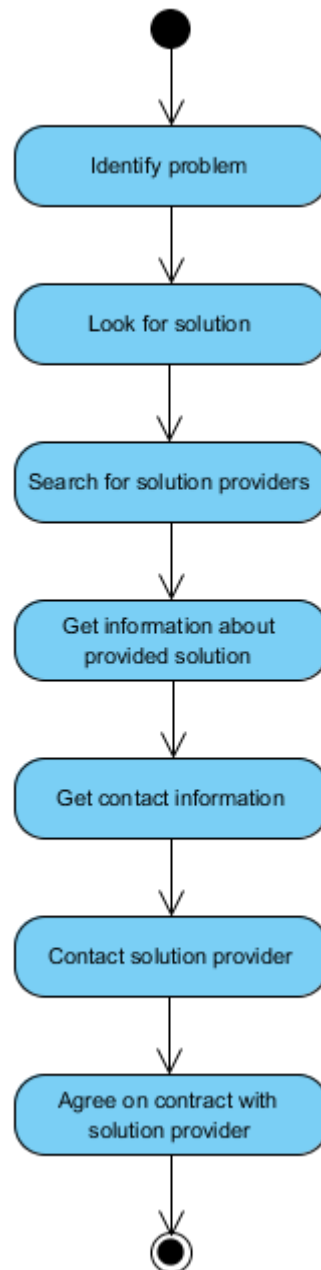 Identify problem
Look for solution
Search for solution providers
Get information about
provided solution
Get contact information
Contact solution provider
Agree on contract with
solution provider